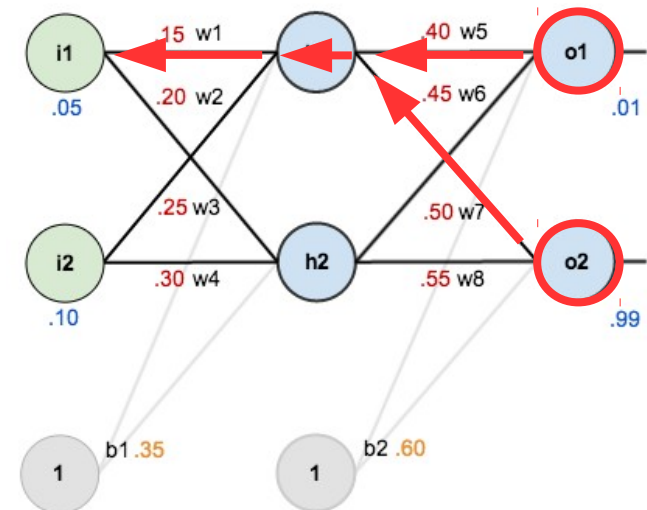 .15 w1
.40 w5
i1
o1
.05
.20 w2
.45 w6
.01
.25 w3
.50 w7
i2
h2
o2
.30 w4
.55 w8
.10
.99
b1 .35
b2 .60
1
1